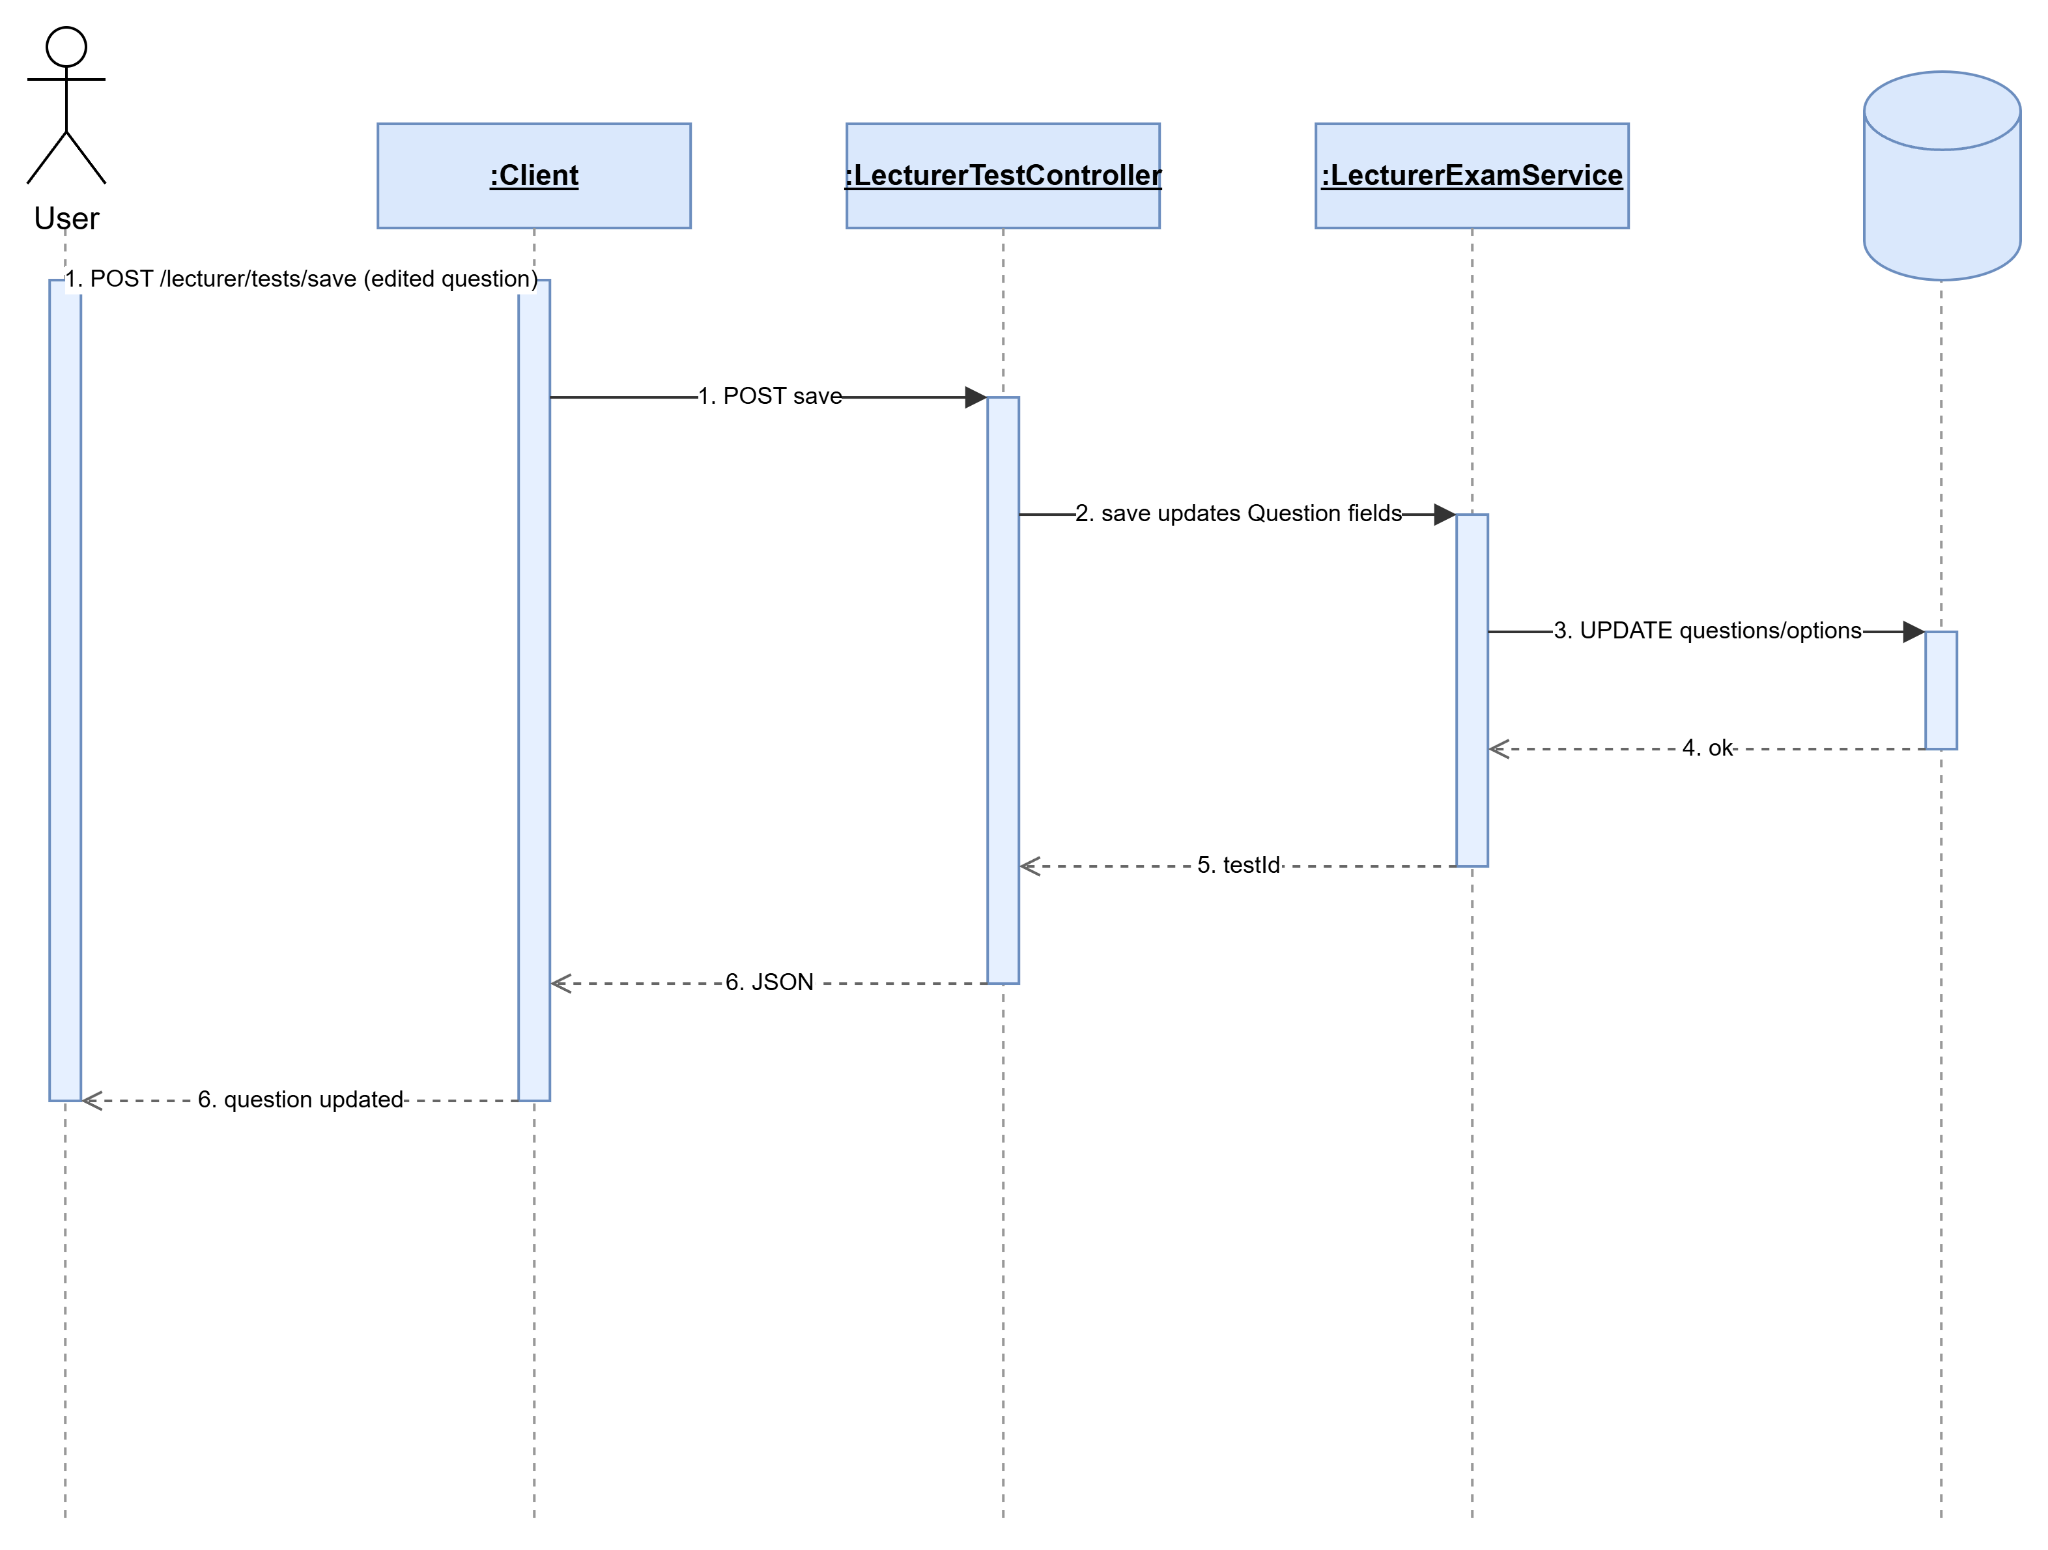 User
:Client
:LecturerTestController
:LecturerExamService
1. POST /lecturer/tests/save (edited question)
1. POST save
2. save updates Question fields
3. UPDATE questions/options
4. ok
5. testId
6. JSON
6. question updated